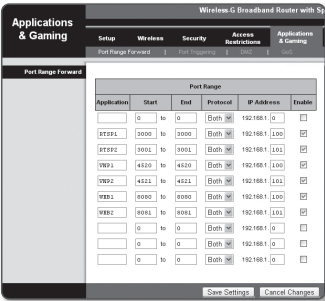 Wireless-G Broadband Router with Sp
Applications & Gaming
Setup Wireless Security Access Restrictions Applications & Gaming
Port Range Forward | Port Triggering | DMZ | QoS
Port Range Forward
Port Range
Application Start End Protocol IP Address Enable
0 to 0 Both 192.168.1. 0
RTSP1 3000 to 3000 Both 192.168.1. 100
RTSP2 3001 to 3001 Both 192.168.1. 101
VNP1 4520 to 4520 Both 192.168.1. 100
VNP2 4521 to 4521 Both 192.168.1. 101
WEB1 8080 to 8080 Both 192.168.1. 100
WEB2 8081 to 8081 Both 192.168.1. 101
0 to 0 Both 192.168.1. 0
0 to 0 Both 192.168.1. 0
0 to 0 Both 192.168.1. 0
Save Settings Cancel Changes